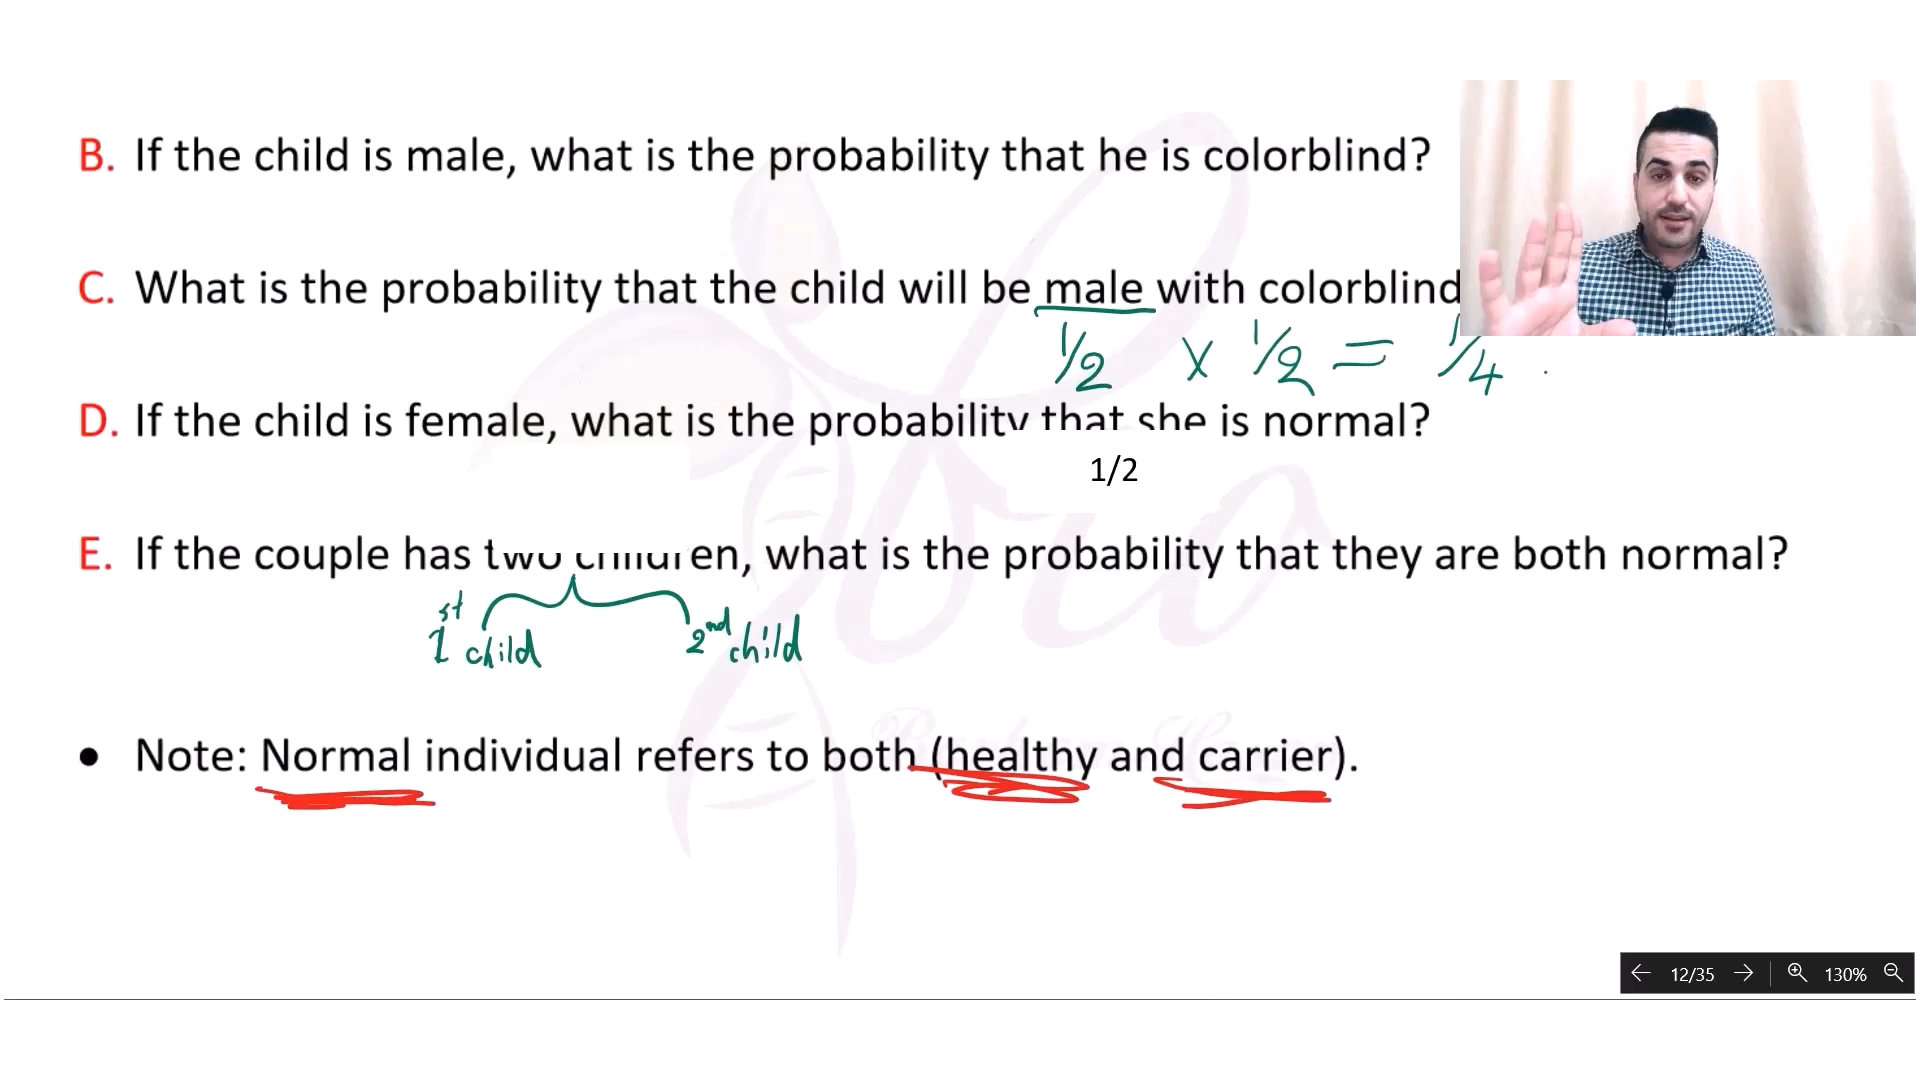 B. If the child is male, what is the probability that he is colorblind?
C. What is the probability that the child will be male with colorblind
1/2 x 1/2 = 1/4
D. If the child is female, what is the probability that she is normal?
1/2
E. If the couple has two children, what is the probability that they are both normal?
1st child 2nd child
• Note: Normal individual refers to both (healthy and carrier).
12/35 130%